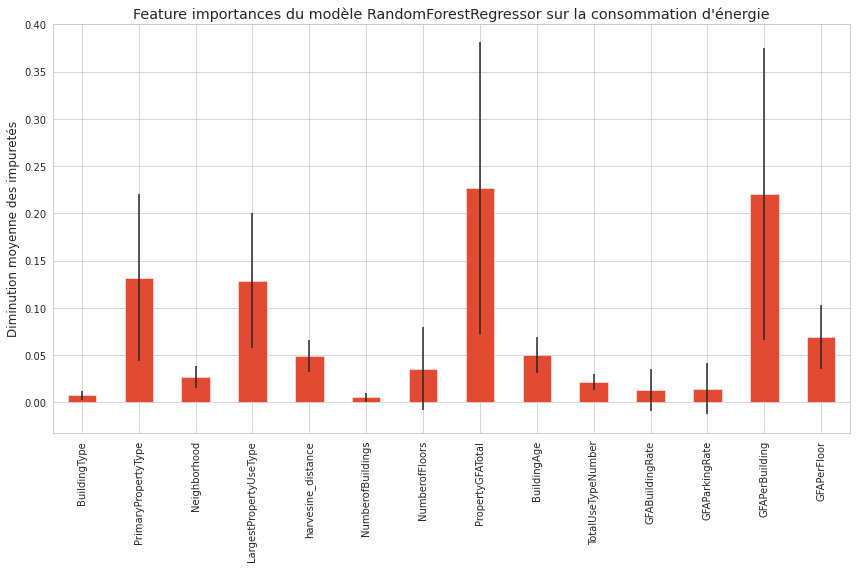 Feature importances du modèle RandomForestRegressor sur la consommation d'énergie
Diminution moyenne des impuretés
0.40
0.35
0.30
0.25
0.20
0.15
0.10
0.05
0.00
BuildingType
PrimaryPropertyType
Neighborhood
LargestPropertyUseType
harvesine_distance
NumberofBuildings
NumberofFloors
PropertyGFATotal
BuildingAge
TotalUseTypeNumber
GFABuildingRate
GFAParkingRate
GFAPerBuilding
GFAPerFloor